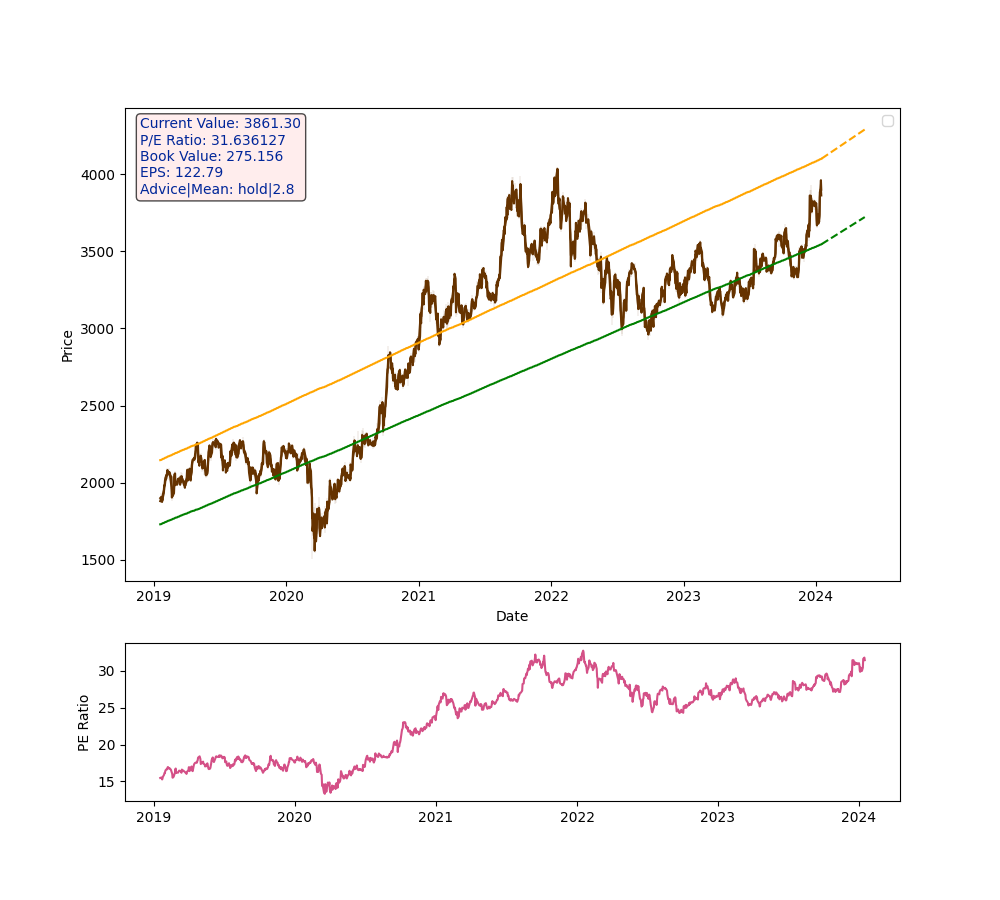 Current Value: 3861.30
P/E Ratio: 31.636127
Book Value: 275.156
EPS: 122.79
Advice|Mean: hold|2.8
4000
3500
3000
2500
2000
1500
Price
2019 2020 2021 2022 2023 2024
Date
30
25
20
15
PE Ratio
2019 2020 2021 2022 2023 2024